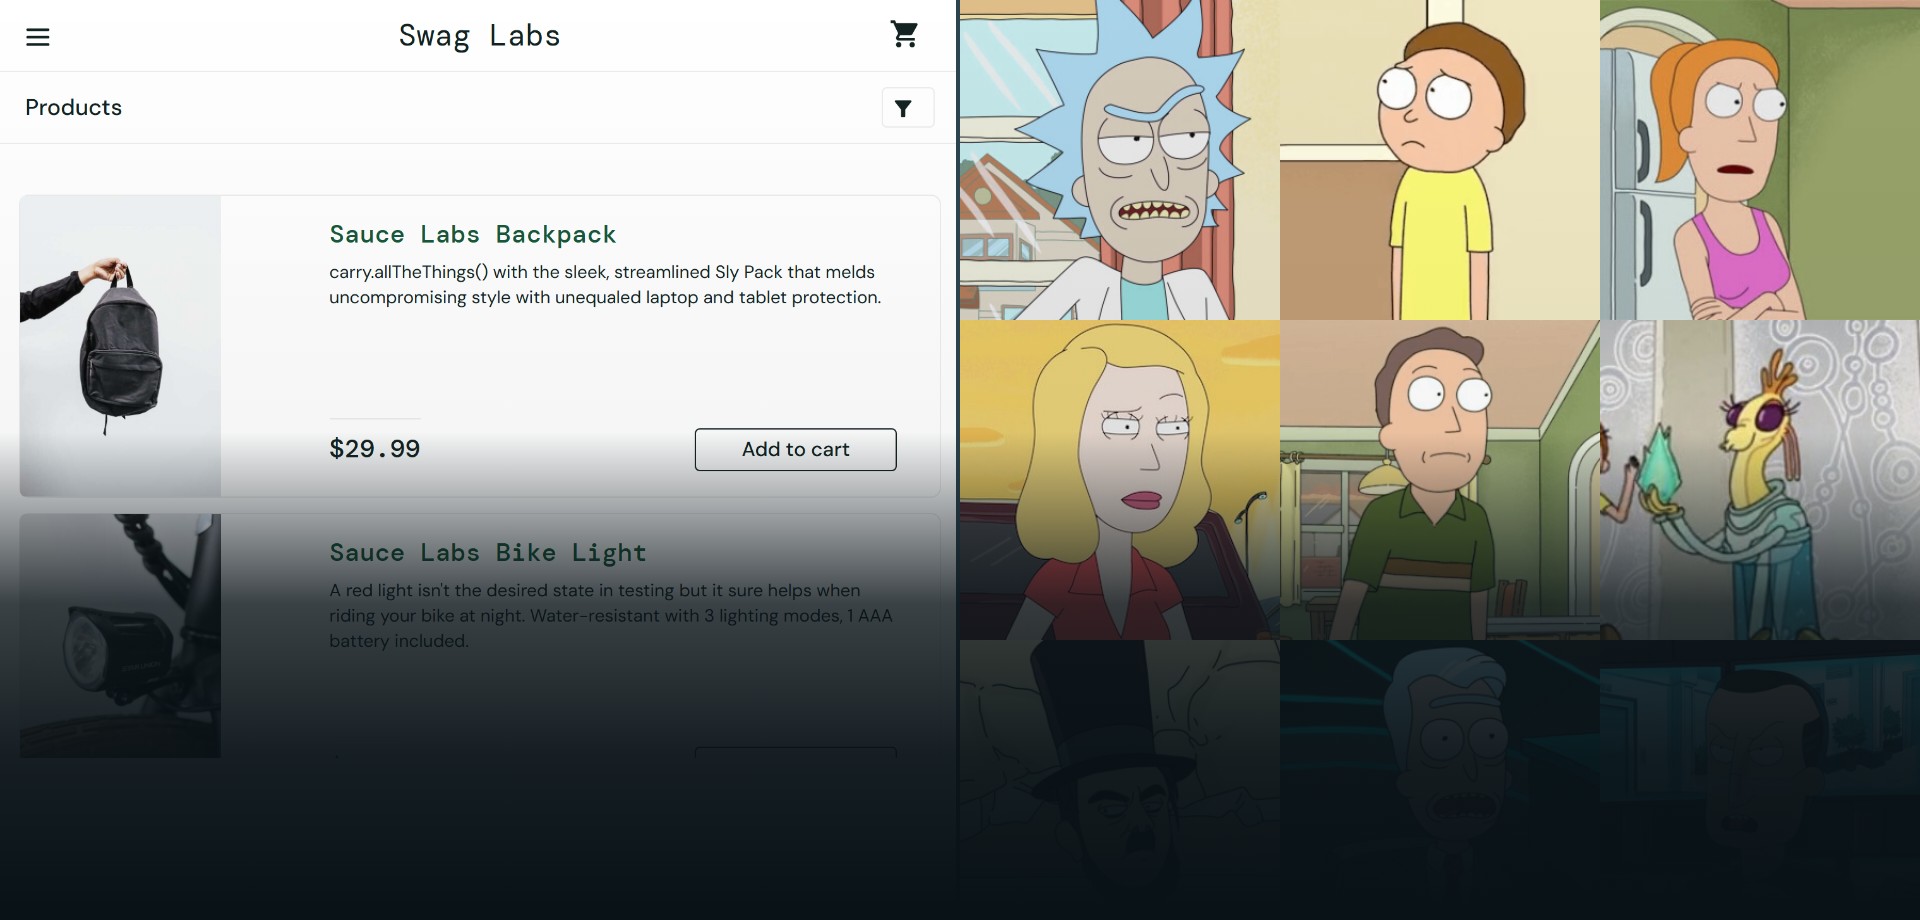 Swag Labs
Products
Sauce Labs Backpack
carry.allTheThings() with the sleek, streamlined Sly Pack that melds
uncompromising style with unequaled laptop and tablet protection.
$29.99
Add to cart
Sauce Labs Bike Light
A red light isn't the desired state in testing but it sure helps when
riding your bike at night. Water-resistant with 3 lighting modes, 1 AAA
battery included.